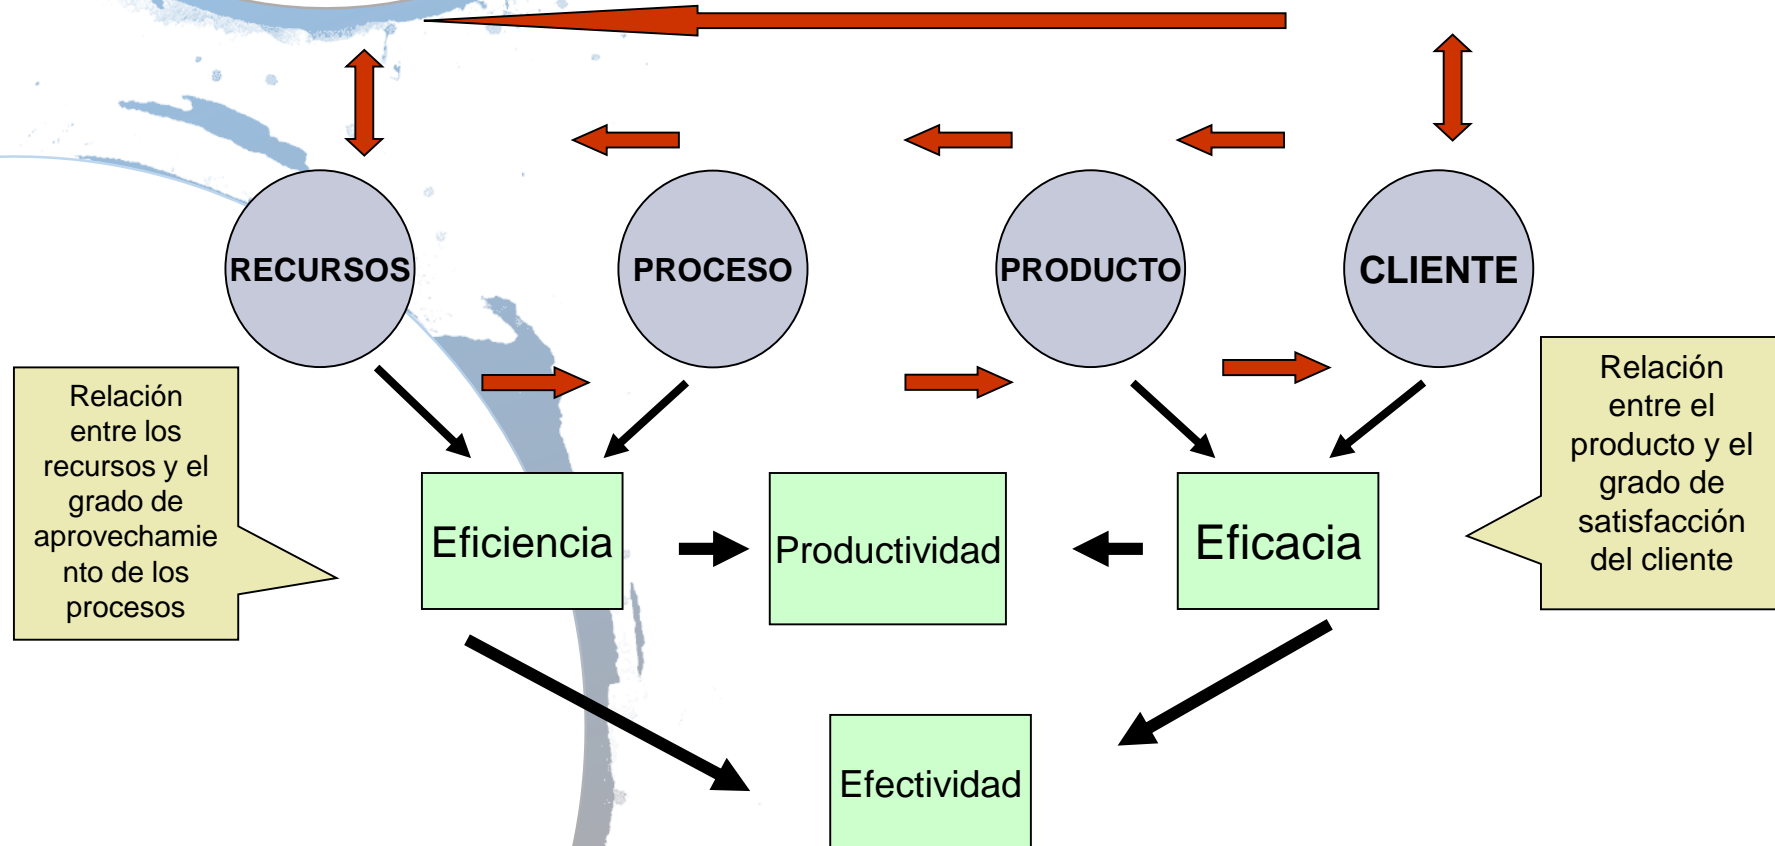 RECURSOS
PROCESO
PRODUCTO
CLIENTE
Relación
entre los
recursos y el
grado de
aprovechamie
nto de los
procesos
Relación
entre el
producto y el
grado de
satisfacción
del cliente
Eficiencia
Productividad
Eficacia
Efectividad